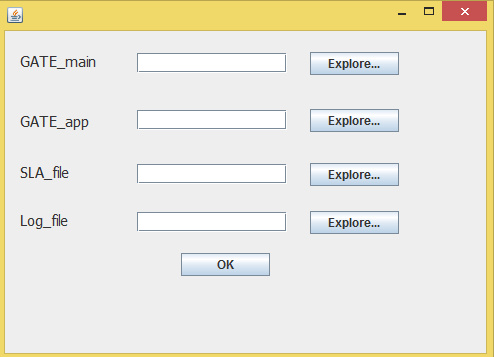 GATE_main Explore...
GATE_app Explore...
SLA_file Explore...
Log_file Explore...
OK